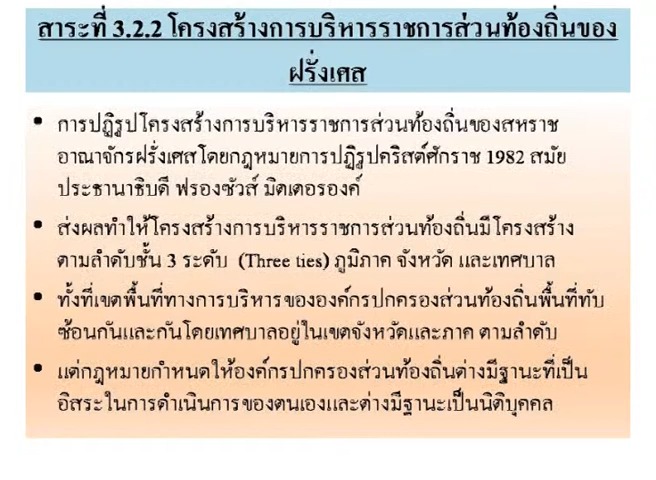 สาระที่ 3.2.2 โครงสร้างการบริหารราชการส่วนท้องถิ่นของ
ฝรั่งเศส
• การปฏิรูปโครงสร้างการบริหารราชการส่วนท้องถิ่นของสหราช
อาณาจักรฝรั่งเศสโดยกฎหมายการปฏิรูปคริสต์ศักราช 1982 สมัย
ประธานาธิบดี ฟรองซัวส์ มิตเตอรองค์
• ส่งผลทำให้โครงสร้างการบริหารราชการส่วนท้องถิ่นมีโครงสร้าง
ตามลำดับชั้น 3 ระดับ (Three ties) ภูมิภาค จังหวัด และเทศบาล
• ทั้งที่เขตพื้นที่ทางการบริหารขององค์กรปกครองส่วนท้องถิ่นพื้นที่ทับ
ซ้อนกันและกันโดยเทศบาลอยู่ในเขตจังหวัดและภาค ตามลำดับ
• แต่กฎหมายกำหนดให้องค์กรปกครองส่วนท้องถิ่นต่างมีฐานะที่เป็น
อิสระในการดำเนินการของตนเองและต่างมีฐานะเป็นนิติบุคคล